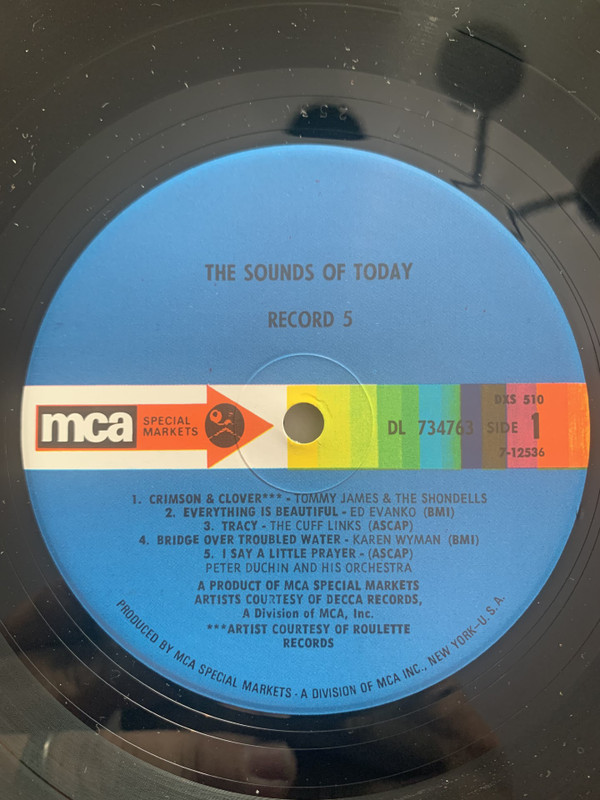 THE SOUNDS OF TODAY
RECORD 5
mca SPECIAL MARKETS
DXS 510
DL 734763 SIDE 1
7-12536
1. CRIMSON & CLOVER*** - TOMMY JAMES & THE SHONDELLS
2. EVERYTHING IS BEAUTIFUL - ED EVANKO (BMI)
3. TRACY - THE CUFF LINKS (ASCAP)
4. BRIDGE OVER TROUBLED WATER - KAREN WYMAN (BMI)
5. I SAY A LITTLE PRAYER - (ASCAP)
PETER DUCHIN AND HIS ORCHESTRA
A PRODUCT OF MCA SPECIAL MARKETS
ARTISTS COURTESY OF DECCA RECORDS,
A Division of MCA, Inc.
***ARTIST COURTESY OF ROULETTE
RECORDS
PRODUCED BY MCA SPECIAL MARKETS - A DIVISION OF MCA INC., NEW YORK-U.S.A.